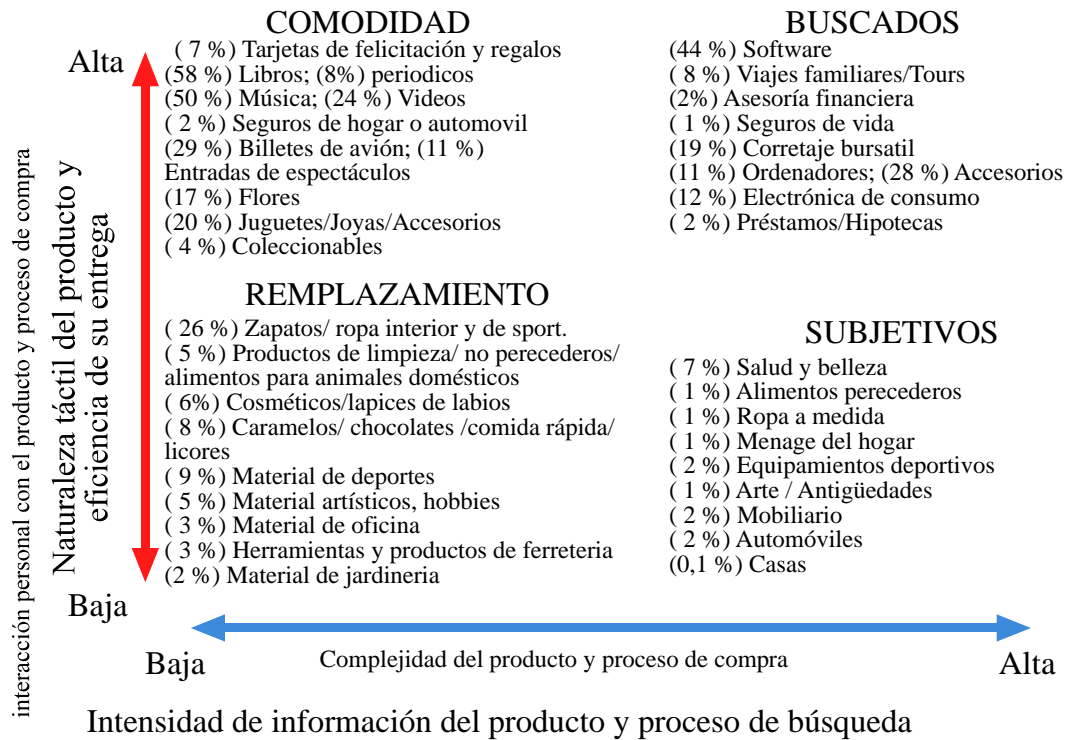 COMODIDAD
( 7 %) Tarjetas de felicitación y regalos
(58 %) Libros; (8%) periodicos
(50 %) Música; (24 %) Videos
( 2 %) Seguros de hogar o automovil
(29 %) Billetes de avión; (11 %)
Entradas de espectáculos
(17 %) Flores
(20 %) Juguetes/Joyas/Accesorios
( 4 %) Coleccionables
BUSCADOS
(44 %) Software
( 8 %) Viajes familiares/Tours
(2%) Asesoría financiera
( 1 %) Seguros de vida
(19 %) Corretaje bursatil
(11 %) Ordenadores; (28 %) Accesorios
(12 %) Electrónica de consumo
( 2 %) Préstamos/Hipotecas
REMPLAZAMIENTO
( 26 %) Zapatos/ ropa interior y de sport.
( 5 %) Productos de limpieza/ no perecederos/
alimentos para animales domésticos
( 6%) Cosméticos/lapices de labios
( 8 %) Caramelos/ chocolates /comida rápida/
licores
( 9 %) Material de deportes
( 5 %) Material artísticos, hobbies
( 3 %) Material de oficina
( 3 %) Herramientas y productos de ferreteria
(2 %) Material de jardineria
SUBJETIVOS
( 7 %) Salud y belleza
( 1 %) Alimentos perecederos
( 1 %) Ropa a medida
( 1 %) Menage del hogar
( 2 %) Equipamientos deportivos
( 1 %) Arte / Antigüedades
( 2 %) Mobiliario
( 2 %) Automóviles
(0,1 %) Casas
Alta
interacción personal con el producto y proceso de compra
Naturaleza táctil del producto y
eficiencia de su entrega
Baja
Baja
Complejidad del producto y proceso de compra
Alta
Intensidad de información del producto y proceso de búsqueda